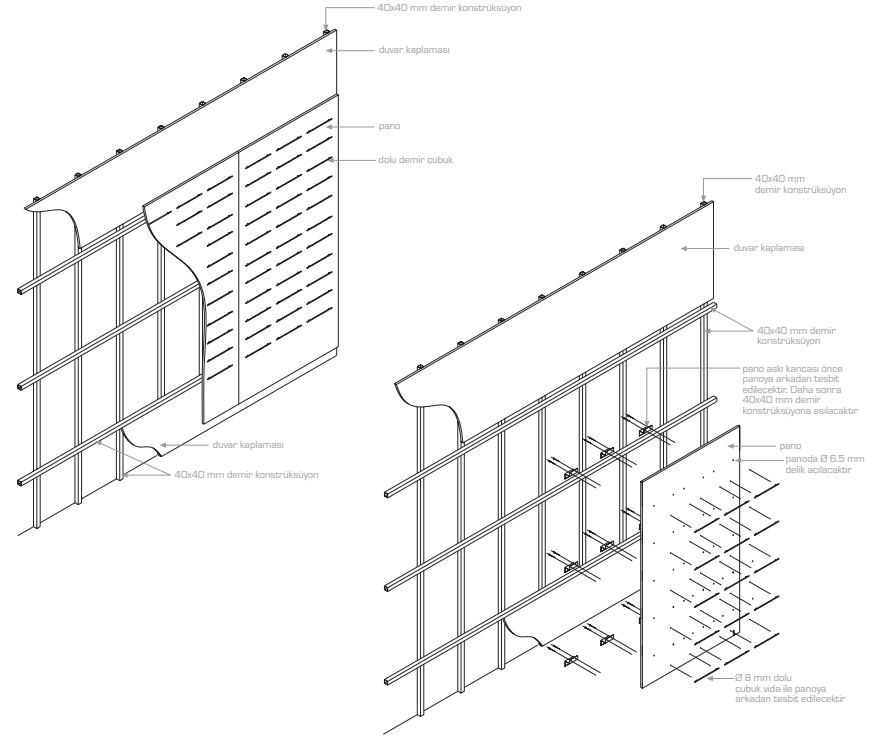 40x40 mm demir konstrüksüyon
duvar kaplaması
pano
dolu demir çubuk
duvar kaplaması
40x40 mm demir konstrüksüyon
40x40 mm
demir konstrüksüyon
duvar kaplaması
40x40 mm demir
konstrüksüyon
pano askı kancası önce
panoya arkadan tesbit
edilecektir. Daha sonra
40x40 mm demir
konstrüksüyona asılacaktır
pano
panoda Ø 6.5 mm
delik açılacaktır
Ø 8 mm dolu
çubuk vida ile panoya
arkadan tesbit edilecektir